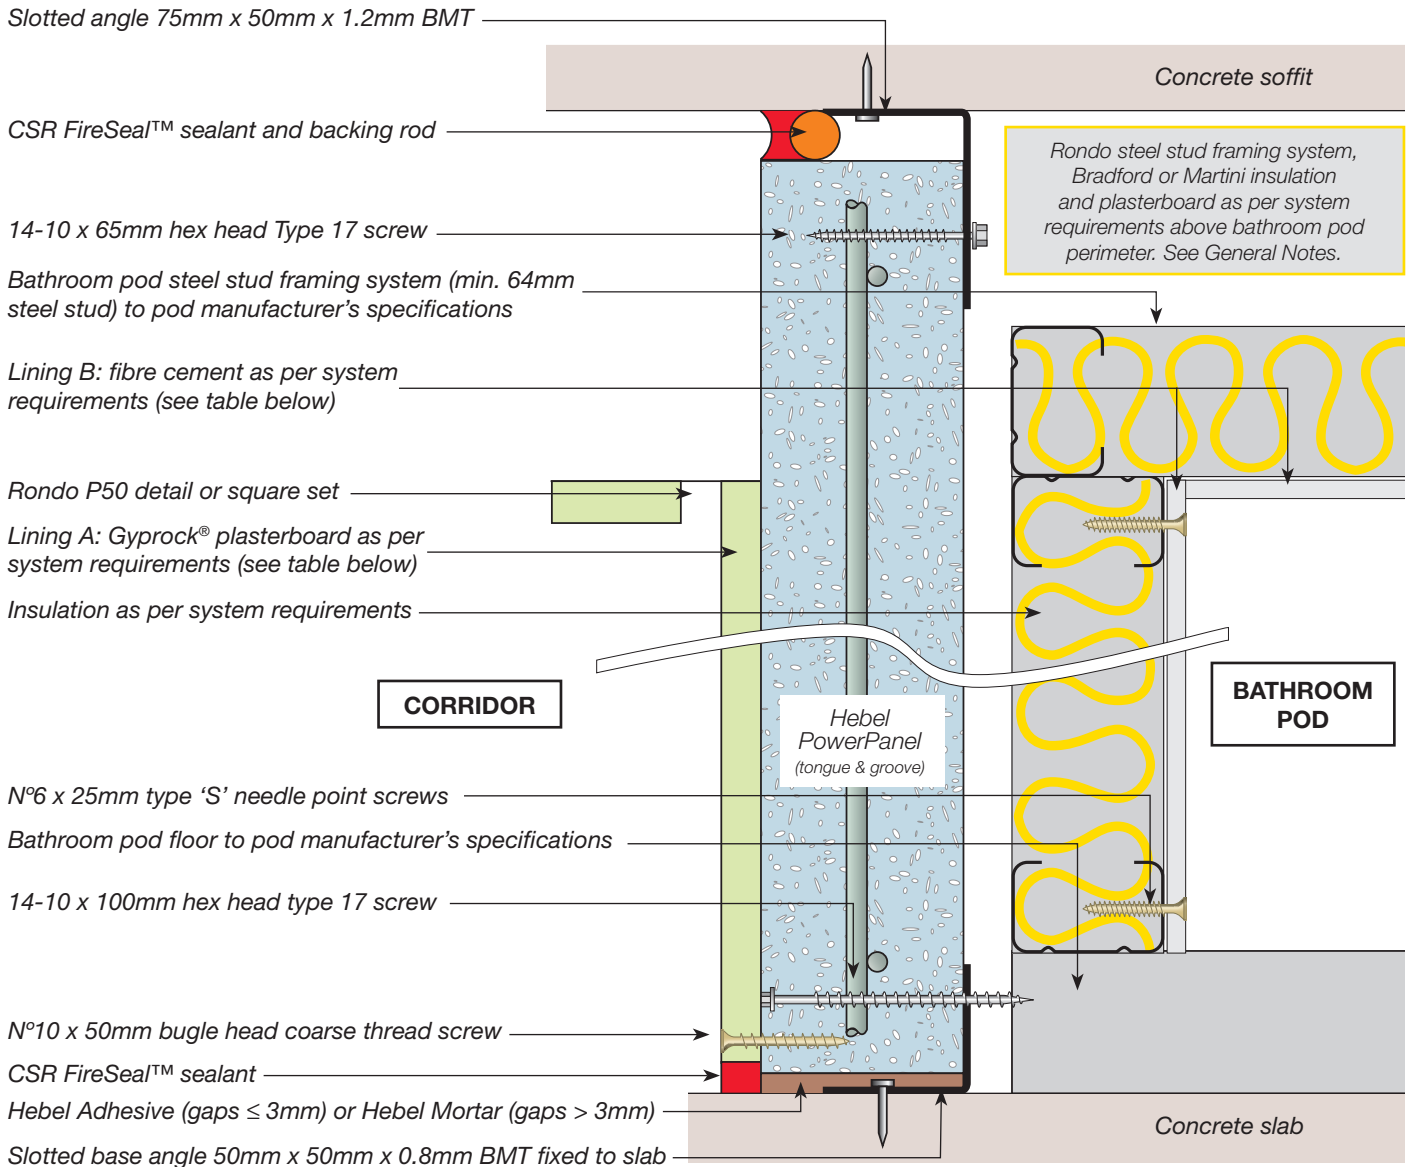 Slotted angle 75mm x 50mm x 1.2mm BMT
Concrete soffit
CSR FireSeal™ sealant and backing rod
Rondo steel stud framing system,
Bradford or Martini insulation
and plasterboard as per system
requirements above bathroom pod
perimeter. See General Notes.
14-10 x 65mm hex head Type 17 screw
Bathroom pod steel stud framing system (min. 64mm
steel stud) to pod manufacturer’s specifications
Lining B: fibre cement as per system
requirements (see table below)
Rondo P50 detail or square set
Lining A: Gyprock® plasterboard as per
system requirements (see table below)
Insulation as per system requirements
CORRIDOR
Hebel
PowerPanel
(tongue & groove)
BATHROOM
POD
Nº6 x 25mm type ‘S’ needle point screws
Bathroom pod floor to pod manufacturer’s specifications
14-10 x 100mm hex head type 17 screw
Nº10 x 50mm bugle head coarse thread screw
CSR FireSeal™ sealant
Hebel Adhesive (gaps ≤ 3mm) or Hebel Mortar (gaps > 3mm)
Concrete slab
Slotted base angle 50mm x 50mm x 0.8mm BMT fixed to slab